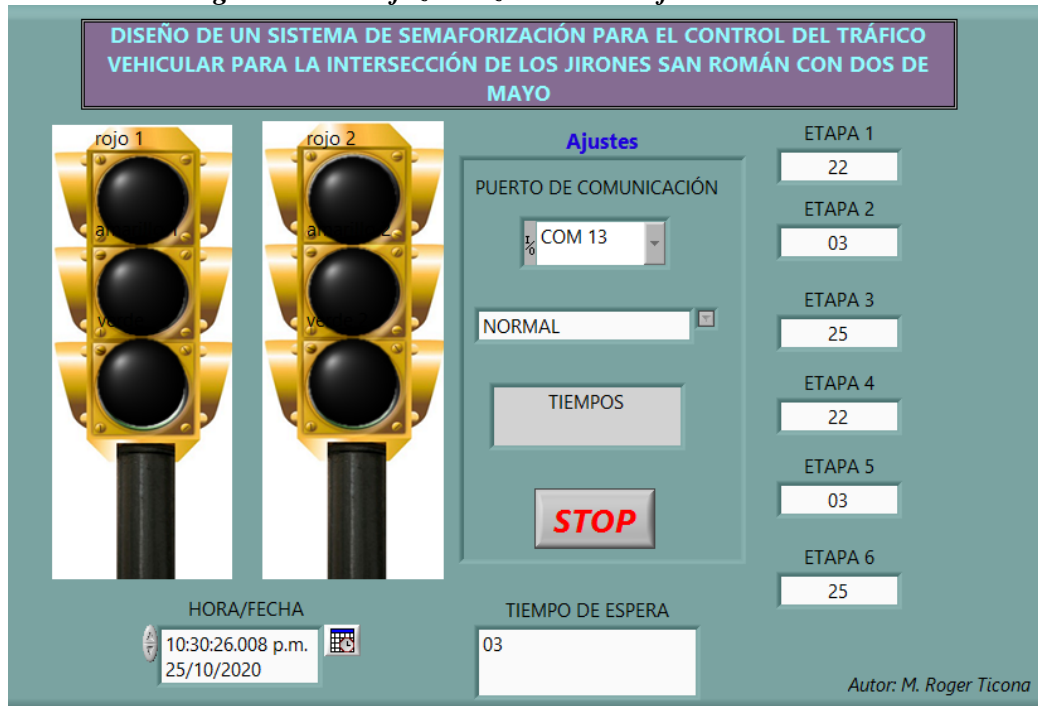 DISEÑO DE UN SISTEMA DE SEMAFORIZACIÓN PARA EL CONTROL DEL TRÁFICO
VEHICULAR PARA LA INTERSECCIÓN DE LOS JIRONES SAN ROMÁN CON DOS DE
MAYO
rojo 1
rojo 2
Ajustes
PUERTO DE COMUNICACIÓN
COM 13
NORMAL
TIEMPOS
STOP
ETAPA 1
22
ETAPA 2
03
ETAPA 3
25
ETAPA 4
22
ETAPA 5
03
ETAPA 6
25
HORA/FECHA
10:30:26.008 p.m.
25/10/2020
TIEMPO DE ESPERA
03
Autor: M. Roger Ticona